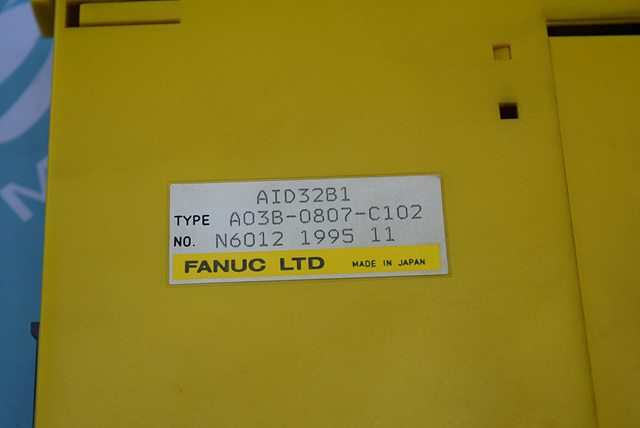 AID32B1
TYPE A03B-0807-C102
NO. N6012 1995 11
FANUC LTD MADE IN JAPAN